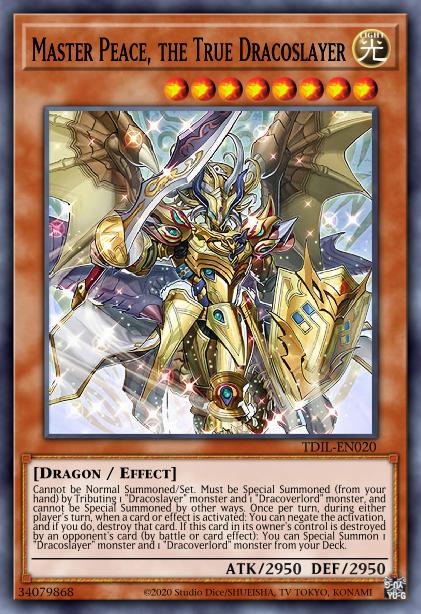 MASTER PEACE, THE TRUE DRACOSLAYER
LIGHT
光
TDIL-EN020
[DRAGON / EFFECT]
Cannot be Normal Summoned/Set. Must be Special Summoned (from your
hand) by Tributing 1 "Dracoslayer" monster and 1 "Dracoverlord" monster, and
cannot be Special Summoned by other ways. Once per turn, during either
player's turn, when a card or effect is activated: You can negate the activation,
and if you do, destroy that card. If this card in its owner's control is destroyed
by an opponent's card (by battle or card effect): You can Special Summon 1
"Dracoslayer" monster and 1 "Dracoverlord" monster from your Deck.
ATK/2950 DEF/2950
34079868
©2020 Studio Dice/SHUEISHA, TV TOKYO, KONAMI